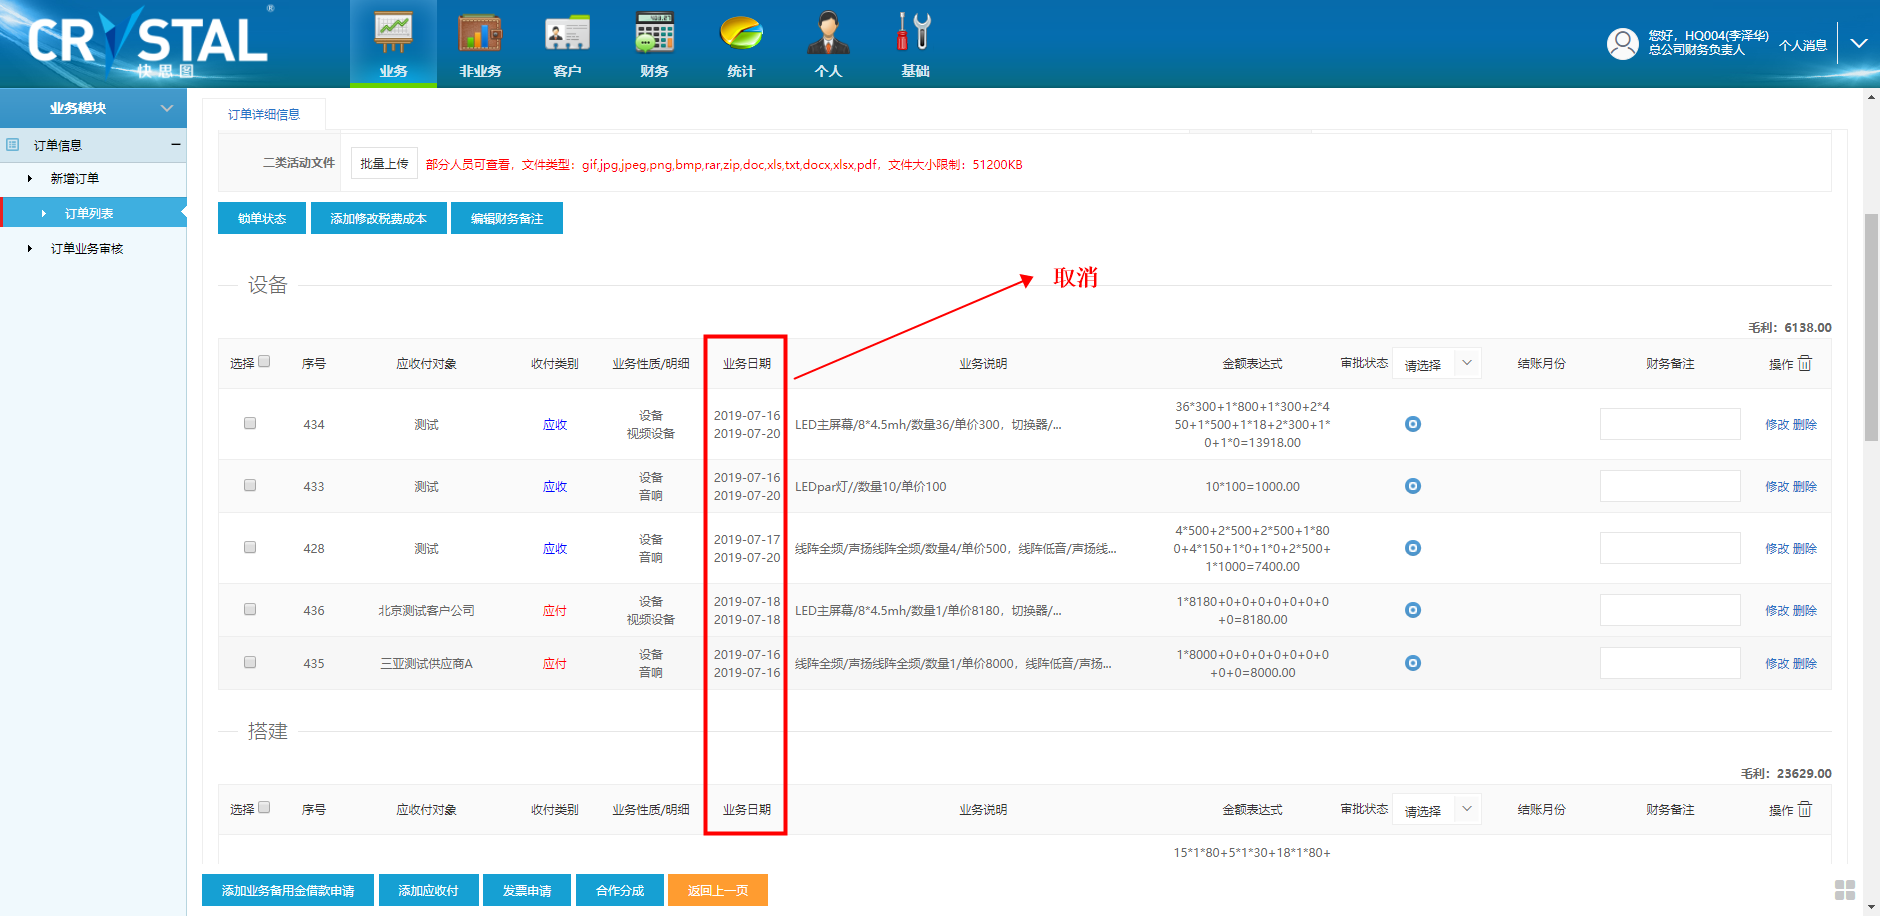 CRYSTAL
®
快思图
业务
非业务
客户
财务
统计
个人
基础
您好，HQ004(李泽华)
总公司财务负责人
个人消息
业务模块
订单信息
新增订单
订单列表
订单业务审核
订单详细信息
二类活动文件
批量上传
部分人员可查看，文件类型：gif,jpg,jpeg,png,bmp,rar,zip,doc,xls,txt,docx,xlsx,pdf，文件大小限制：51200KB
锁单状态
添加修改税费成本
编辑财务备注
设备
取消
毛利：6138.00
选择 序号 应收付对象 收付类别 业务性质/明细 业务日期 业务说明 金额表达式 审批状态 请选择 结账月份 财务备注 操作
434 测试 应收 设备 视频设备 2019-07-16 2019-07-20 LED主屏幕/8*4.5mh/数量36/单价300，切换器/... 36*300+1*800+1*300+2*4
50+1*500+1*18+2*300+1*
0+1*0=13918.00
修改 删除
433 测试 应收 设备 音响 2019-07-16 2019-07-20 LEDpar灯//数量10/单价100 10*100=1000.00 修改 删除
428 测试 应收 设备 音响 2019-07-17 2019-07-20 线阵全频/声扬线阵全频/数量4/单价500，线阵低音/声扬线... 4*500+2*500+2*500+1*80
0+4*150+1*0+1*0+2*500+
1*1000=7400.00
修改 删除
436 北京测试客户公司 应付 设备 视频设备 2019-07-18 2019-07-18 LED主屏幕/8*4.5mh/数量1/单价8180，切换器/... 1*8180+0+0+0+0+0+0+0
+0=8180.00
修改 删除
435 三亚测试供应商A 应付 设备 音响 2019-07-16 2019-07-16 线阵全频/声扬线阵全频/数量1/单价8000，线阵低音/声扬... 1*8000+0+0+0+0+0+0+0
+0+0=8000.00
修改 删除
搭建
毛利：23629.00
选择 序号 应收付对象 收付类别 业务性质/明细 业务日期 业务说明 金额表达式 审批状态 请选择 结账月份 财务备注 操作
15*1*80+5*1*30+18*1*80+
添加业务备用金借款申请
添加应收付
发票申请
合作分成
返回上一页